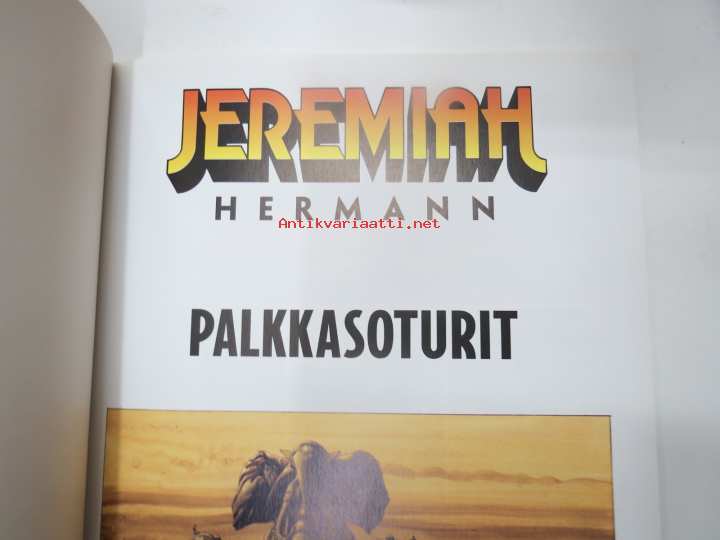 JEREMIAH
HERMANN
Antikvariaatti.net
PALKKASOTURIT